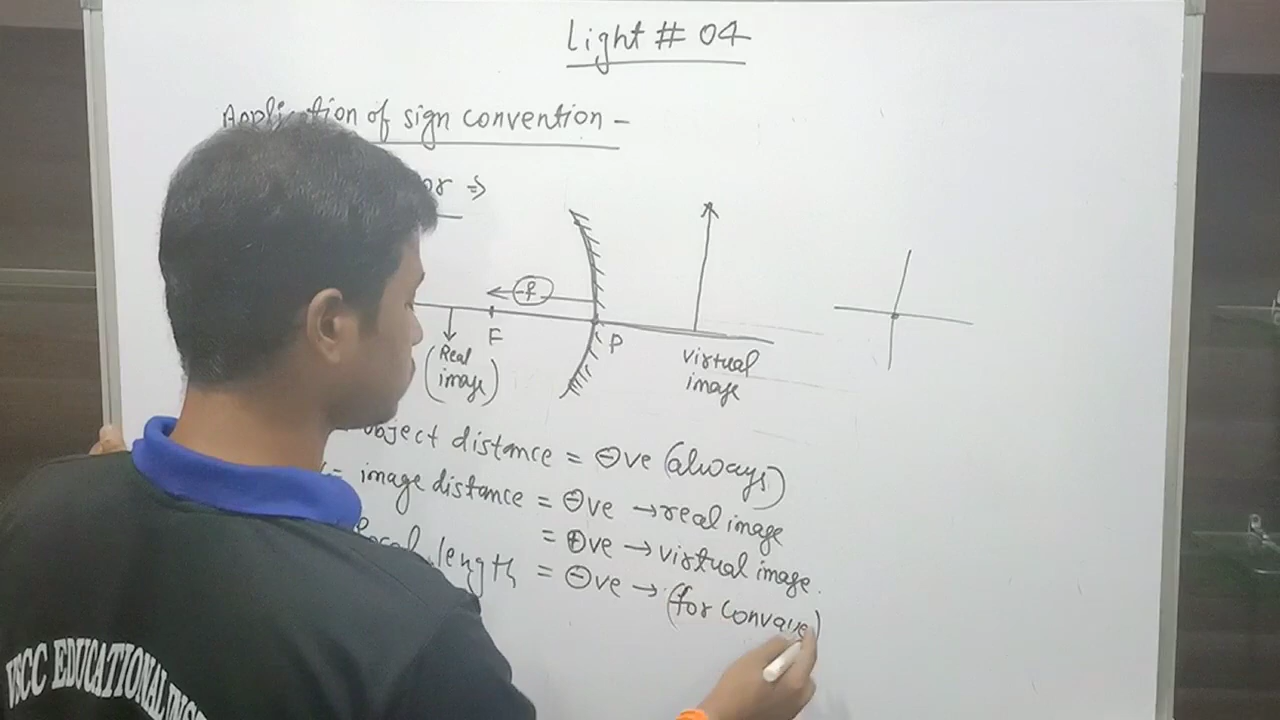 Light # 04
Application of sign convention -
or ⇒
f
F
P
(Real image)
virtual image
object distance = ⊖ve (always)
= image distance = ⊖ve → real image
= ⊕ve → virtual image.
focal length = ⊖ve → (for convave)
VSCC EDUCATIONAL INS